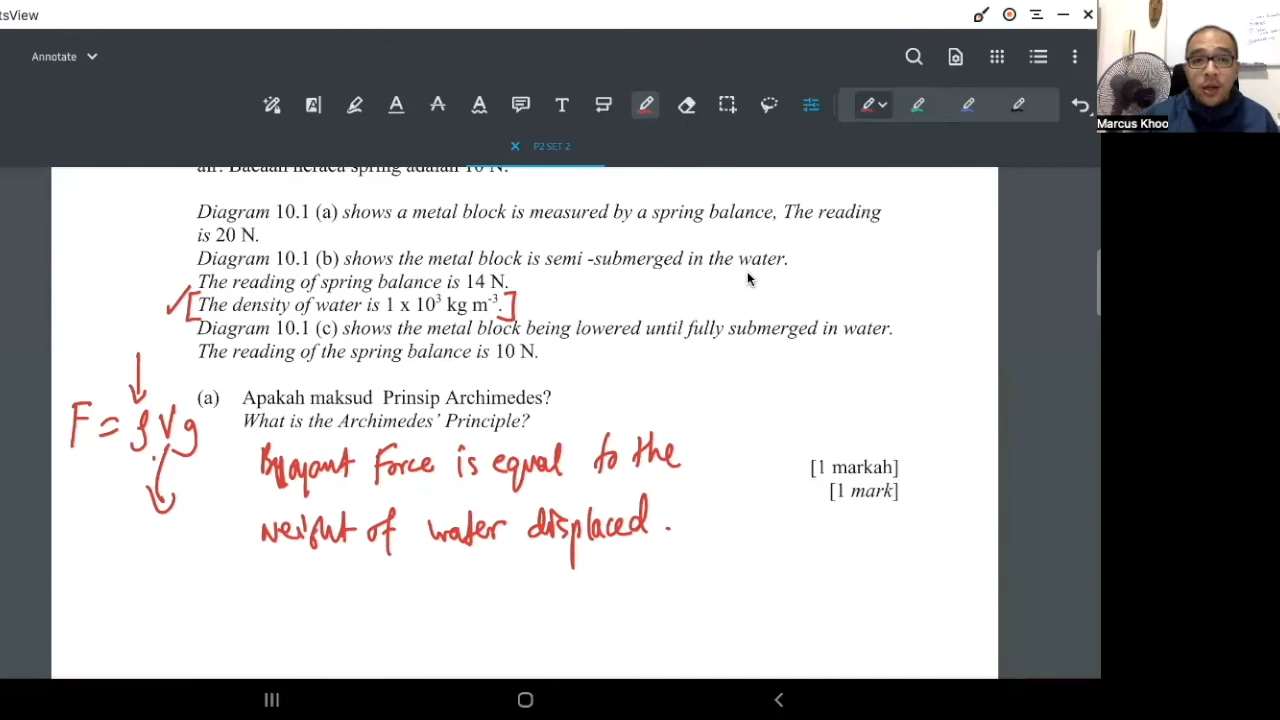 tsView
Annotate
Marcus Khoo
P2 SET 2
air. Bacaan neraca spring adalah 10 N.
Diagram 10.1 (a) shows a metal block is measured by a spring balance, The reading
is 20 N.
Diagram 10.1 (b) shows the metal block is semi -submerged in the water.
The reading of spring balance is 14 N.
The density of water is 1 x 10³ kg m⁻³.
Diagram 10.1 (c) shows the metal block being lowered until fully submerged in water.
The reading of the spring balance is 10 N.
(a) Apakah maksud Prinsip Archimedes?
What is the Archimedes' Principle?
F = ρVg
Buoyant Force is equal to the
weight of water displaced.
[1 markah]
[1 mark]